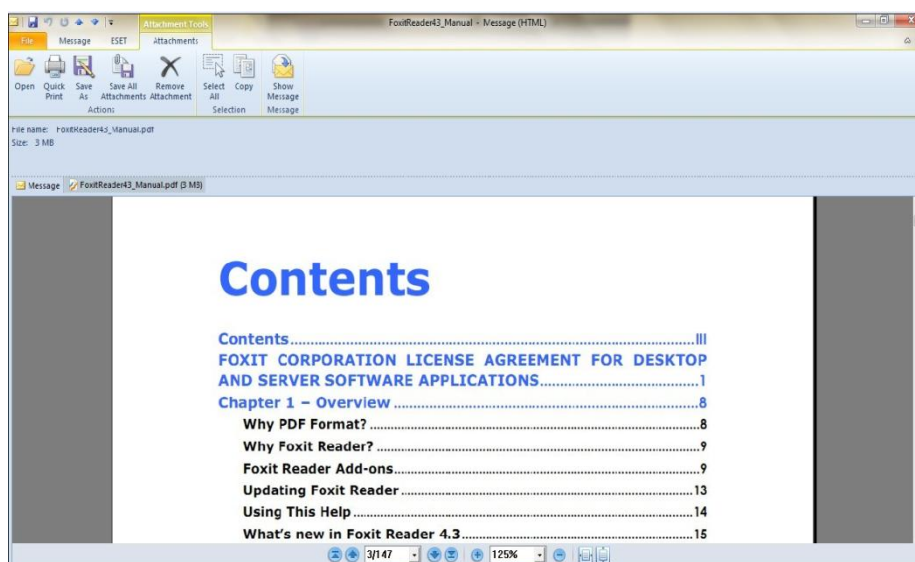 Attachment Tools
FoxitReader43_Manual - Message (HTML)
File Message ESET Attachments
Open Quick Print Save As Save All Attachments Remove Attachment Select All Copy Show Message
Actions Selection Message
File name: FoxitReader43_Manual.pdf
Size: 3 MB
Message FoxitReader43_Manual.pdf (3 MB)
Contents
Contents...............................................................................III
FOXIT CORPORATION LICENSE AGREEMENT FOR DESKTOP
AND SERVER SOFTWARE APPLICATIONS...............................1
Chapter 1 – Overview ...........................................................8
Why PDF Format? ................................................................8
Why Foxit Reader?...............................................................9
Foxit Reader Add-ons...........................................................9
Updating Foxit Reader........................................................13
Using This Help..................................................................14
What's new in Foxit Reader 4.3...........................................15
3/147 125%